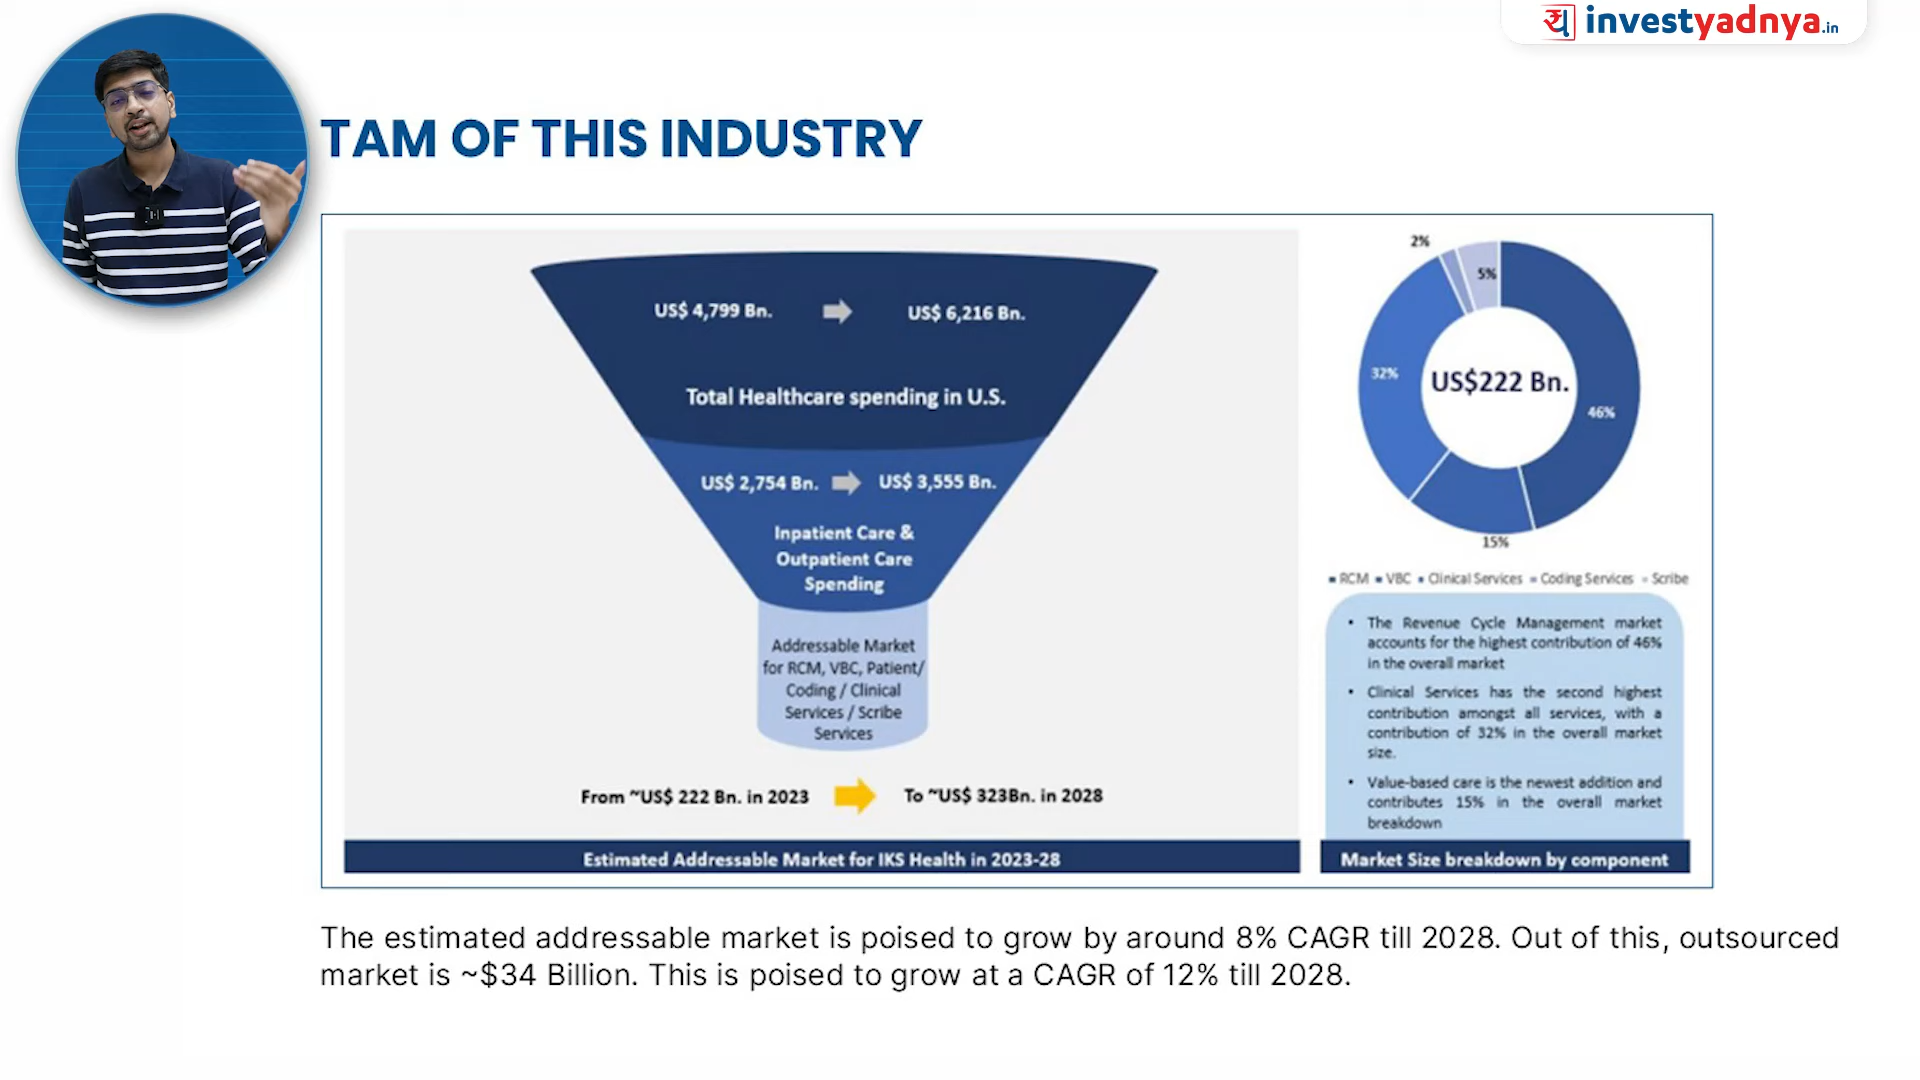 investyadnya.in
TAM OF THIS INDUSTRY
US$ 4,799 Bn.
US$ 6,216 Bn.
Total Healthcare spending in U.S.
US$ 2,754 Bn.
US$ 3,555 Bn.
Inpatient Care &
Outpatient Care
Spending
Addressable Market
for RCM, VBC, Patient/
Coding / Clinical
Services / Scribe
Services
From ~US$ 222 Bn. in 2023
To ~US$ 323Bn. in 2028
Estimated Addressable Market for IKS Health in 2023-28
2%
5%
32%
US$222 Bn.
46%
15%
RCM VBC Clinical Services Coding Services Scribe
• The Revenue Cycle Management market
accounts for the highest contribution of 46%
in the overall market
• Clinical Services has the second highest
contribution amongst all services, with a
contribution of 32% in the overall market
size.
• Value-based care is the newest addition and
contributes 15% in the overall market
breakdown
Market Size breakdown by component
The estimated addressable market is poised to grow by around 8% CAGR till 2028. Out of this, outsourced
market is ~$34 Billion. This is poised to grow at a CAGR of 12% till 2028.